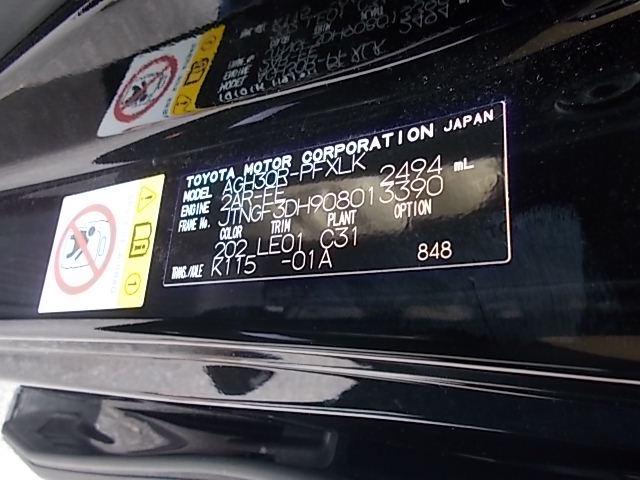 TOYOTA MOTOR CORPORATION JAPAN
MODEL AGH30R-PFXLK
ENGINE 2AR-FE 2494 mL
FRAME No. JTNGF3DH908013390
COLOR TRIM PLANT OPTION
202 LE01 C31
TRANS./AXLE K115 -01A 848